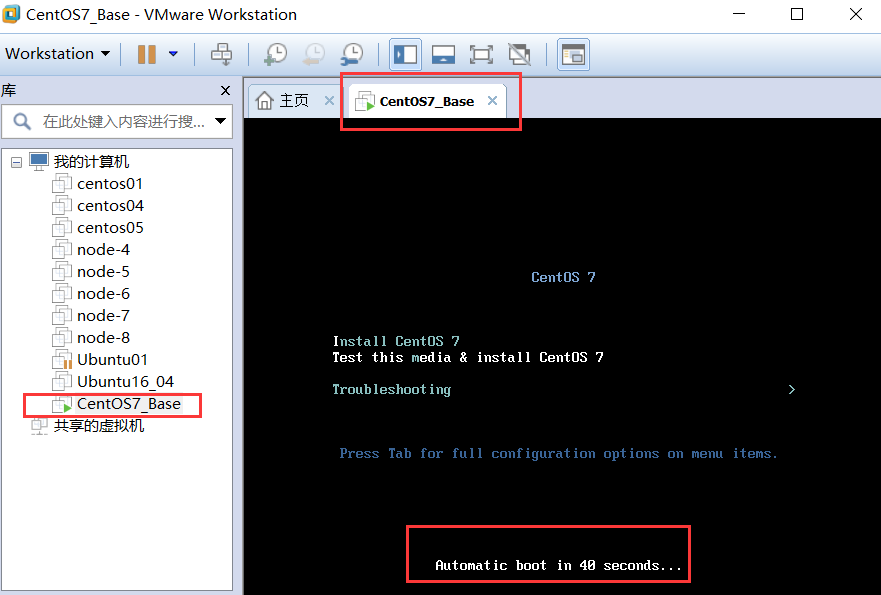 CentOS7_Base - VMware Workstation
Workstation
库
主页
CentOS7_Base
在此处键入内容进行搜...
我的计算机
centos01
centos04
centos05
node-4
node-5
node-6
node-7
node-8
Ubuntu01
Ubuntu16_04
CentOS7_Base
共享的虚拟机
CentOS 7
Install CentOS 7
Test this media & install CentOS 7
Troubleshooting >
Press Tab for full configuration options on menu items.
Automatic boot in 40 seconds...